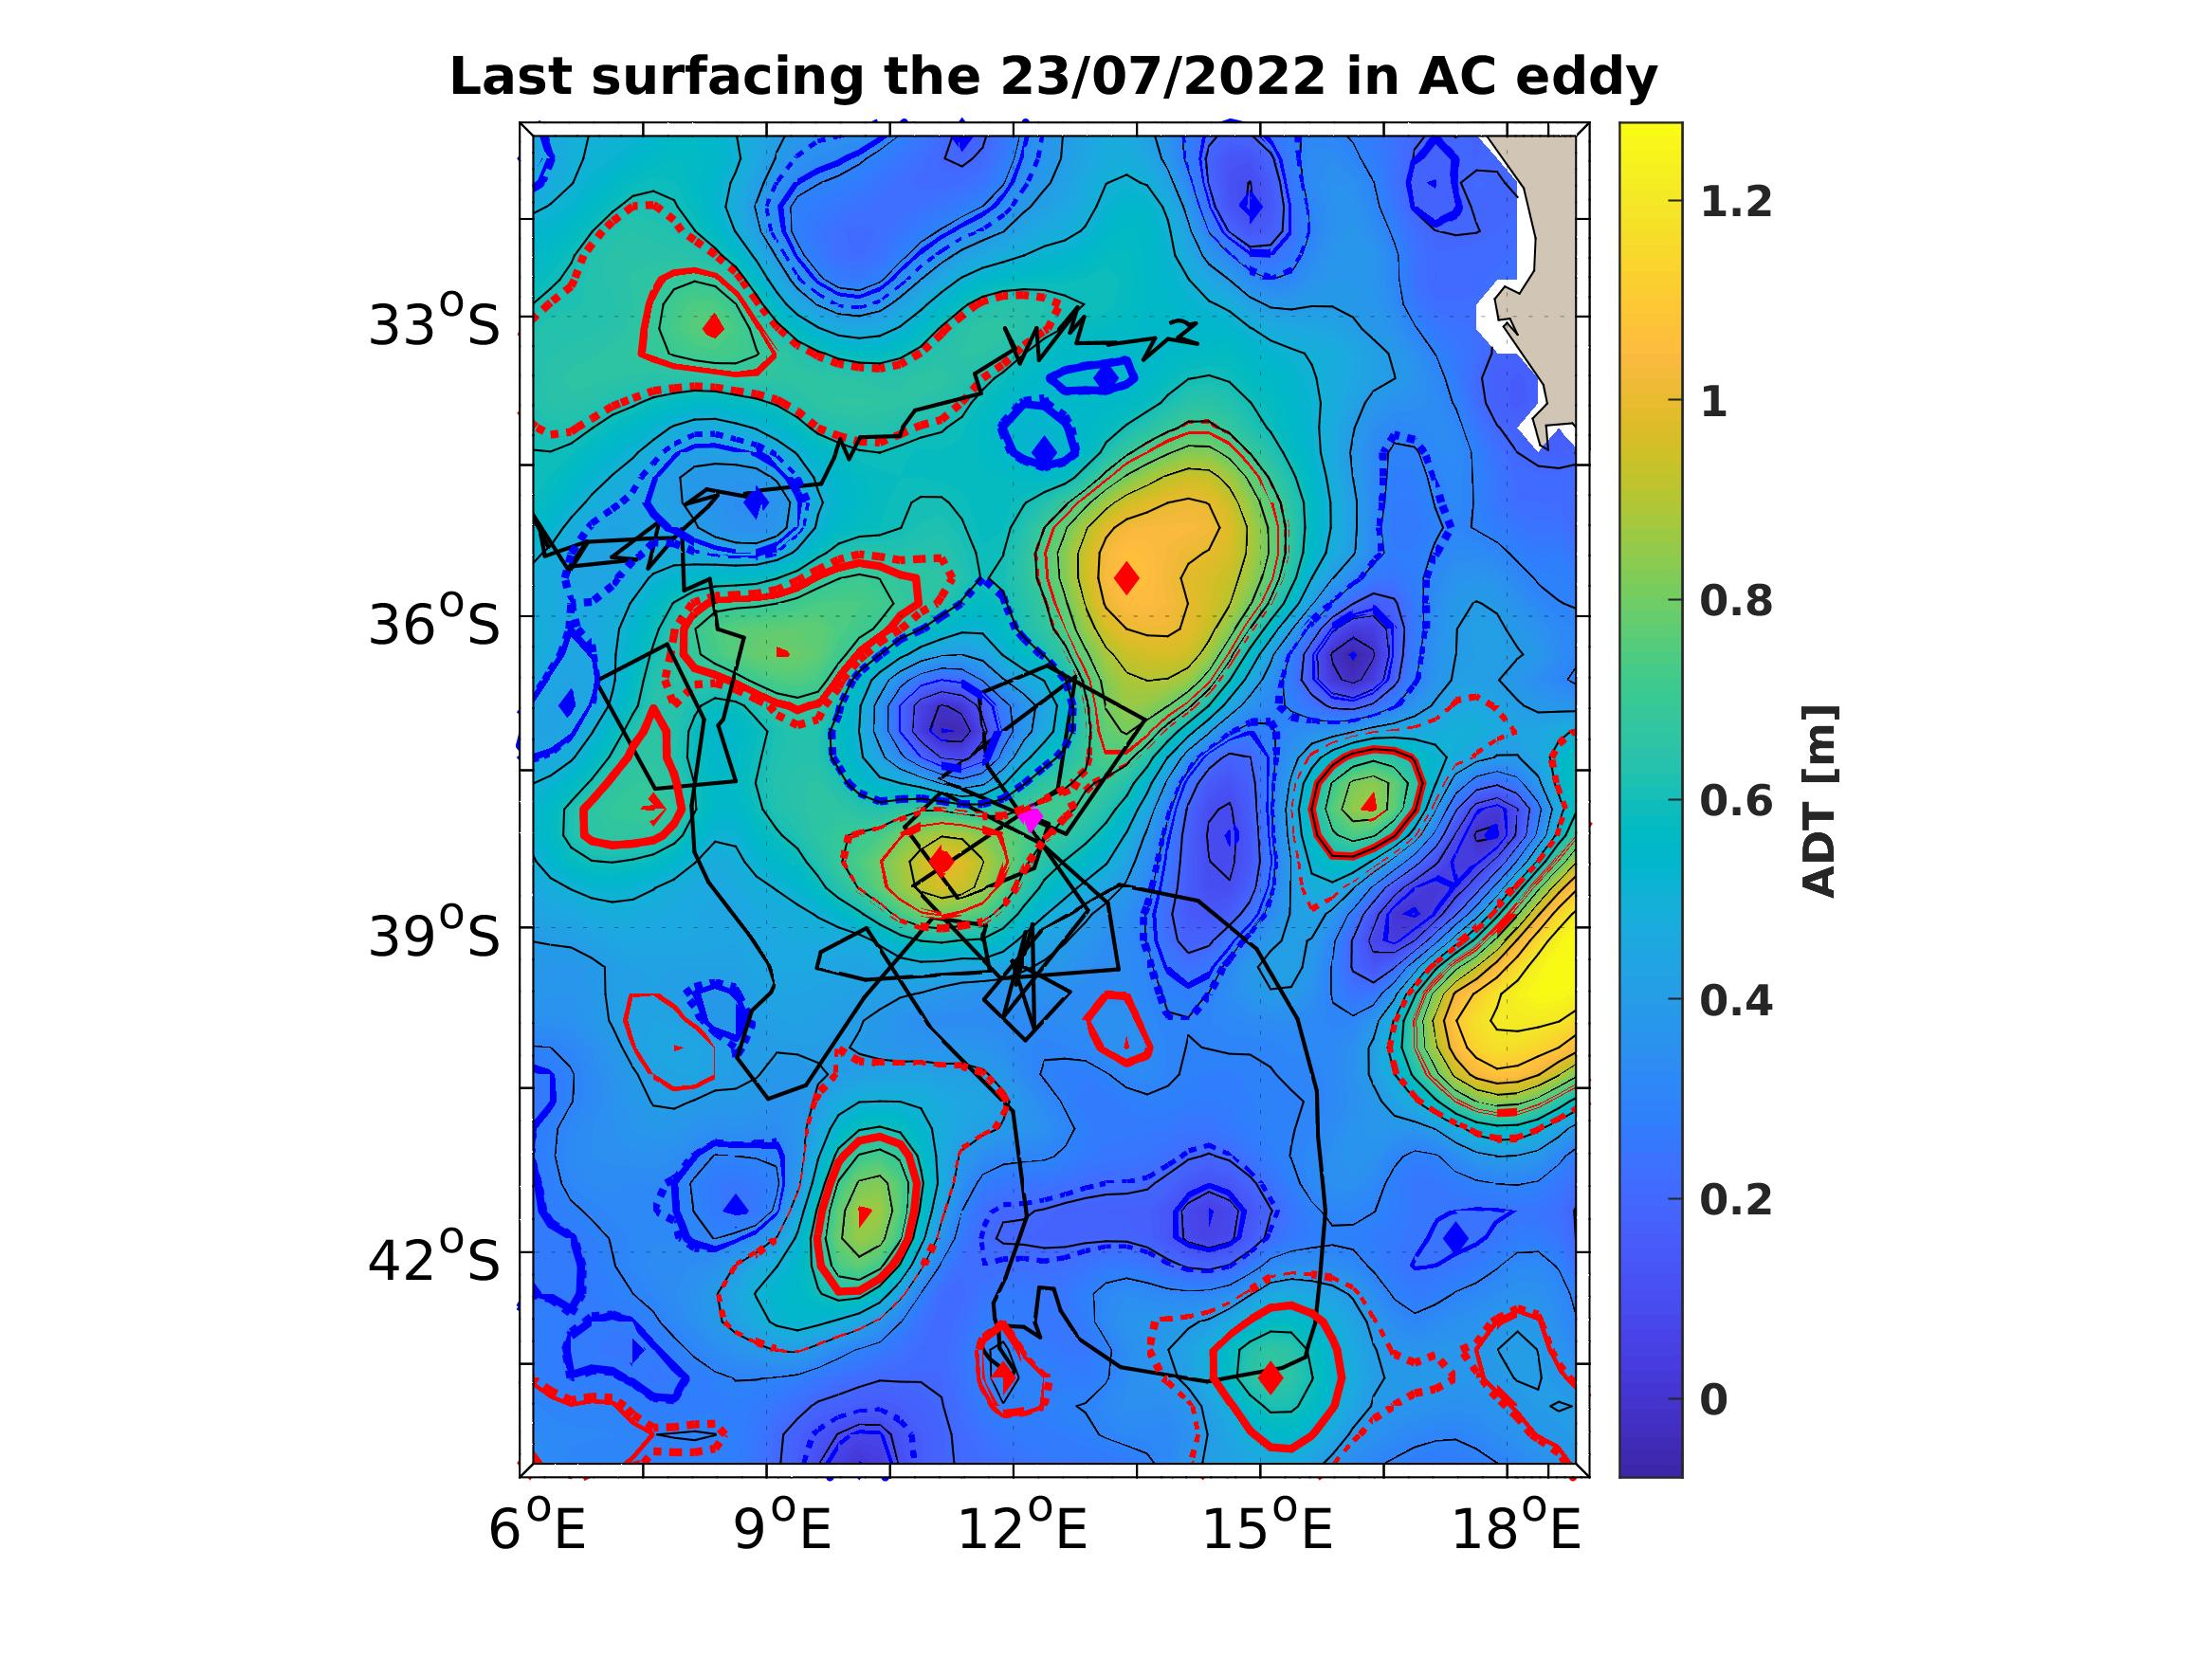 Last surfacing the 23/07/2022 in AC eddy
33°S
36°S
39°S
42°S
6°E 9°E 12°E 15°E 18°E
1.2
1
0.8
0.6
0.4
0.2
0
ADT [m]